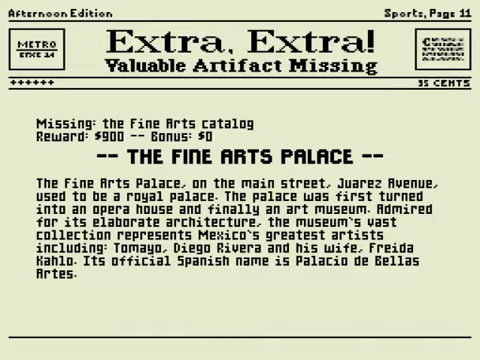 Afternoon Edition
Sports, Page 11
METRO
Extra, Extra!
Valuable Artifact Missing
35 CENTS
Missing: the Fine Arts catalog
Reward: $900 -- Bonus: $0
-- THE FINE ARTS PALACE --
The Fine Arts Palace, on the main street, Juarez Avenue,
used to be a royal palace. The palace was first turned
into an opera house and finally an art museum. Admired
for its elaborate architecture, the museum's vast
collection represents Mexico's greatest artists
including: Tomayo, Diego Rivera and his wife, Freida
Kahlo. Its official Spanish name is Palacio de Bellas
Artes.